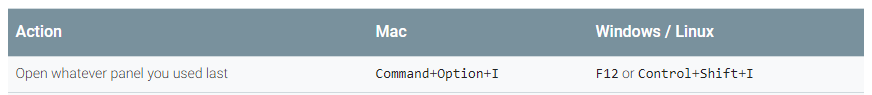 Action Mac Windows / Linux
Open whatever panel you used last Command+Option+I F12 or Control+Shift+I